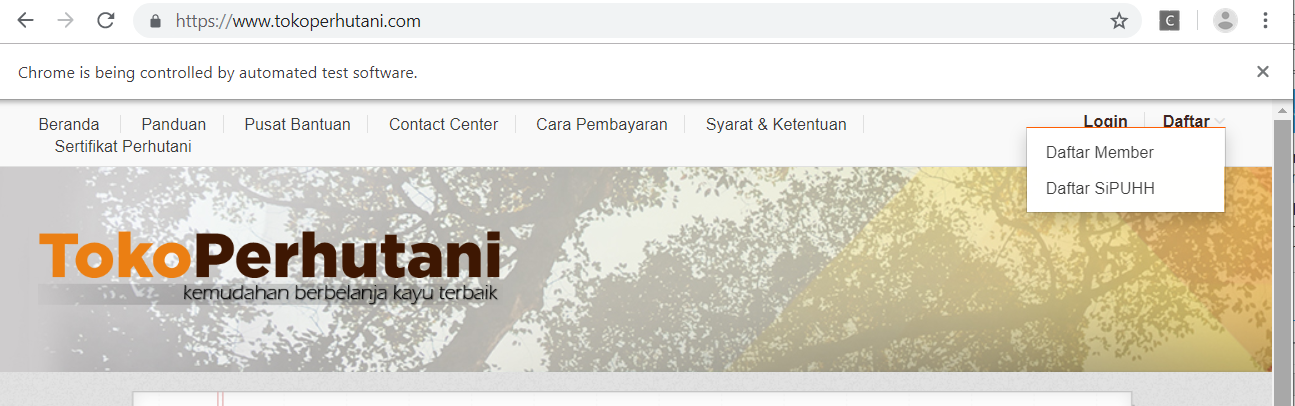 https://www.tokoperhutani.com
C
Chrome is being controlled by automated test software.
Beranda Panduan Pusat Bantuan Contact Center Cara Pembayaran Syarat & Ketentuan Login Daftar
Sertifikat Perhutani
Daftar Member
Daftar SiPUHH
TokoPerhutani
kemudahan berbelanja kayu terbaik